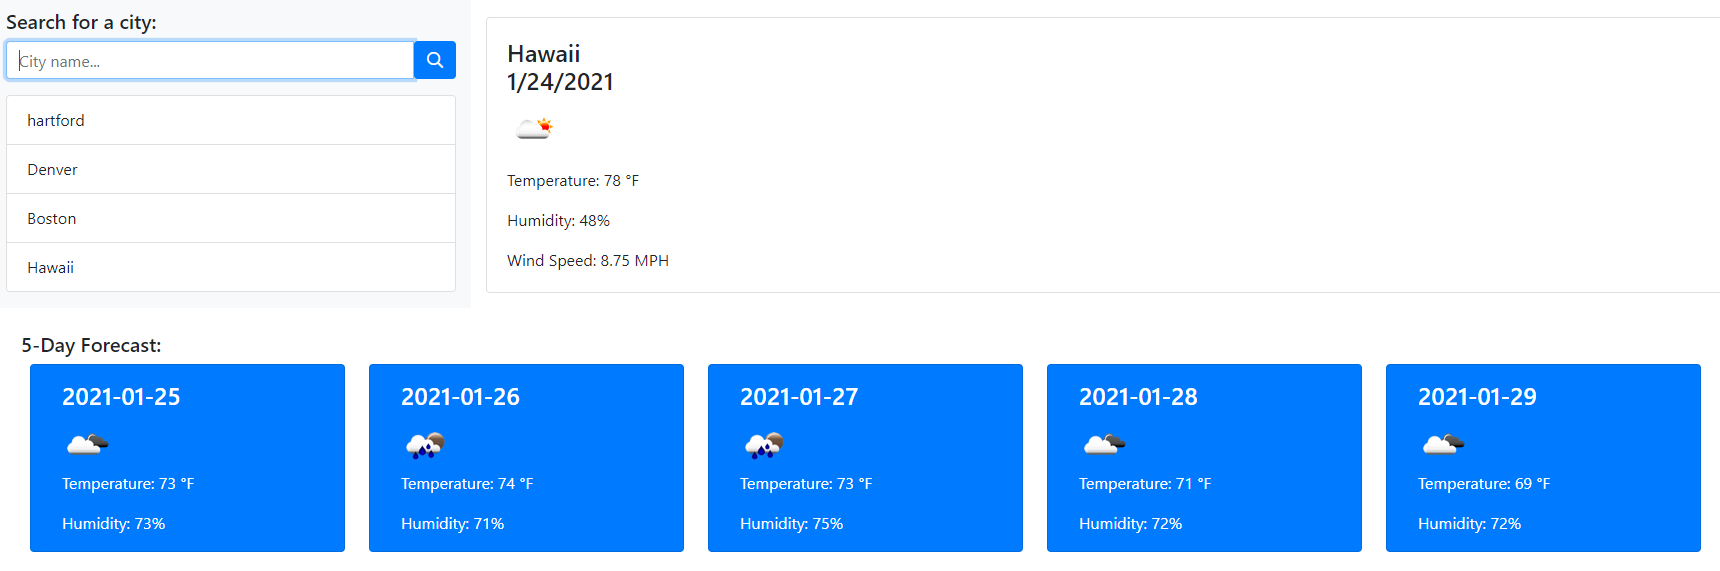 Search for a city:
City name...
hartford
Denver
Boston
Hawaii
Hawaii
1/24/2021
Temperature: 78 °F
Humidity: 48%
Wind Speed: 8.75 MPH
5-Day Forecast:
2021-01-25
Temperature: 73 °F
Humidity: 73%
2021-01-26
Temperature: 74 °F
Humidity: 71%
2021-01-27
Temperature: 73 °F
Humidity: 75%
2021-01-28
Temperature: 71 °F
Humidity: 72%
2021-01-29
Temperature: 69 °F
Humidity: 72%